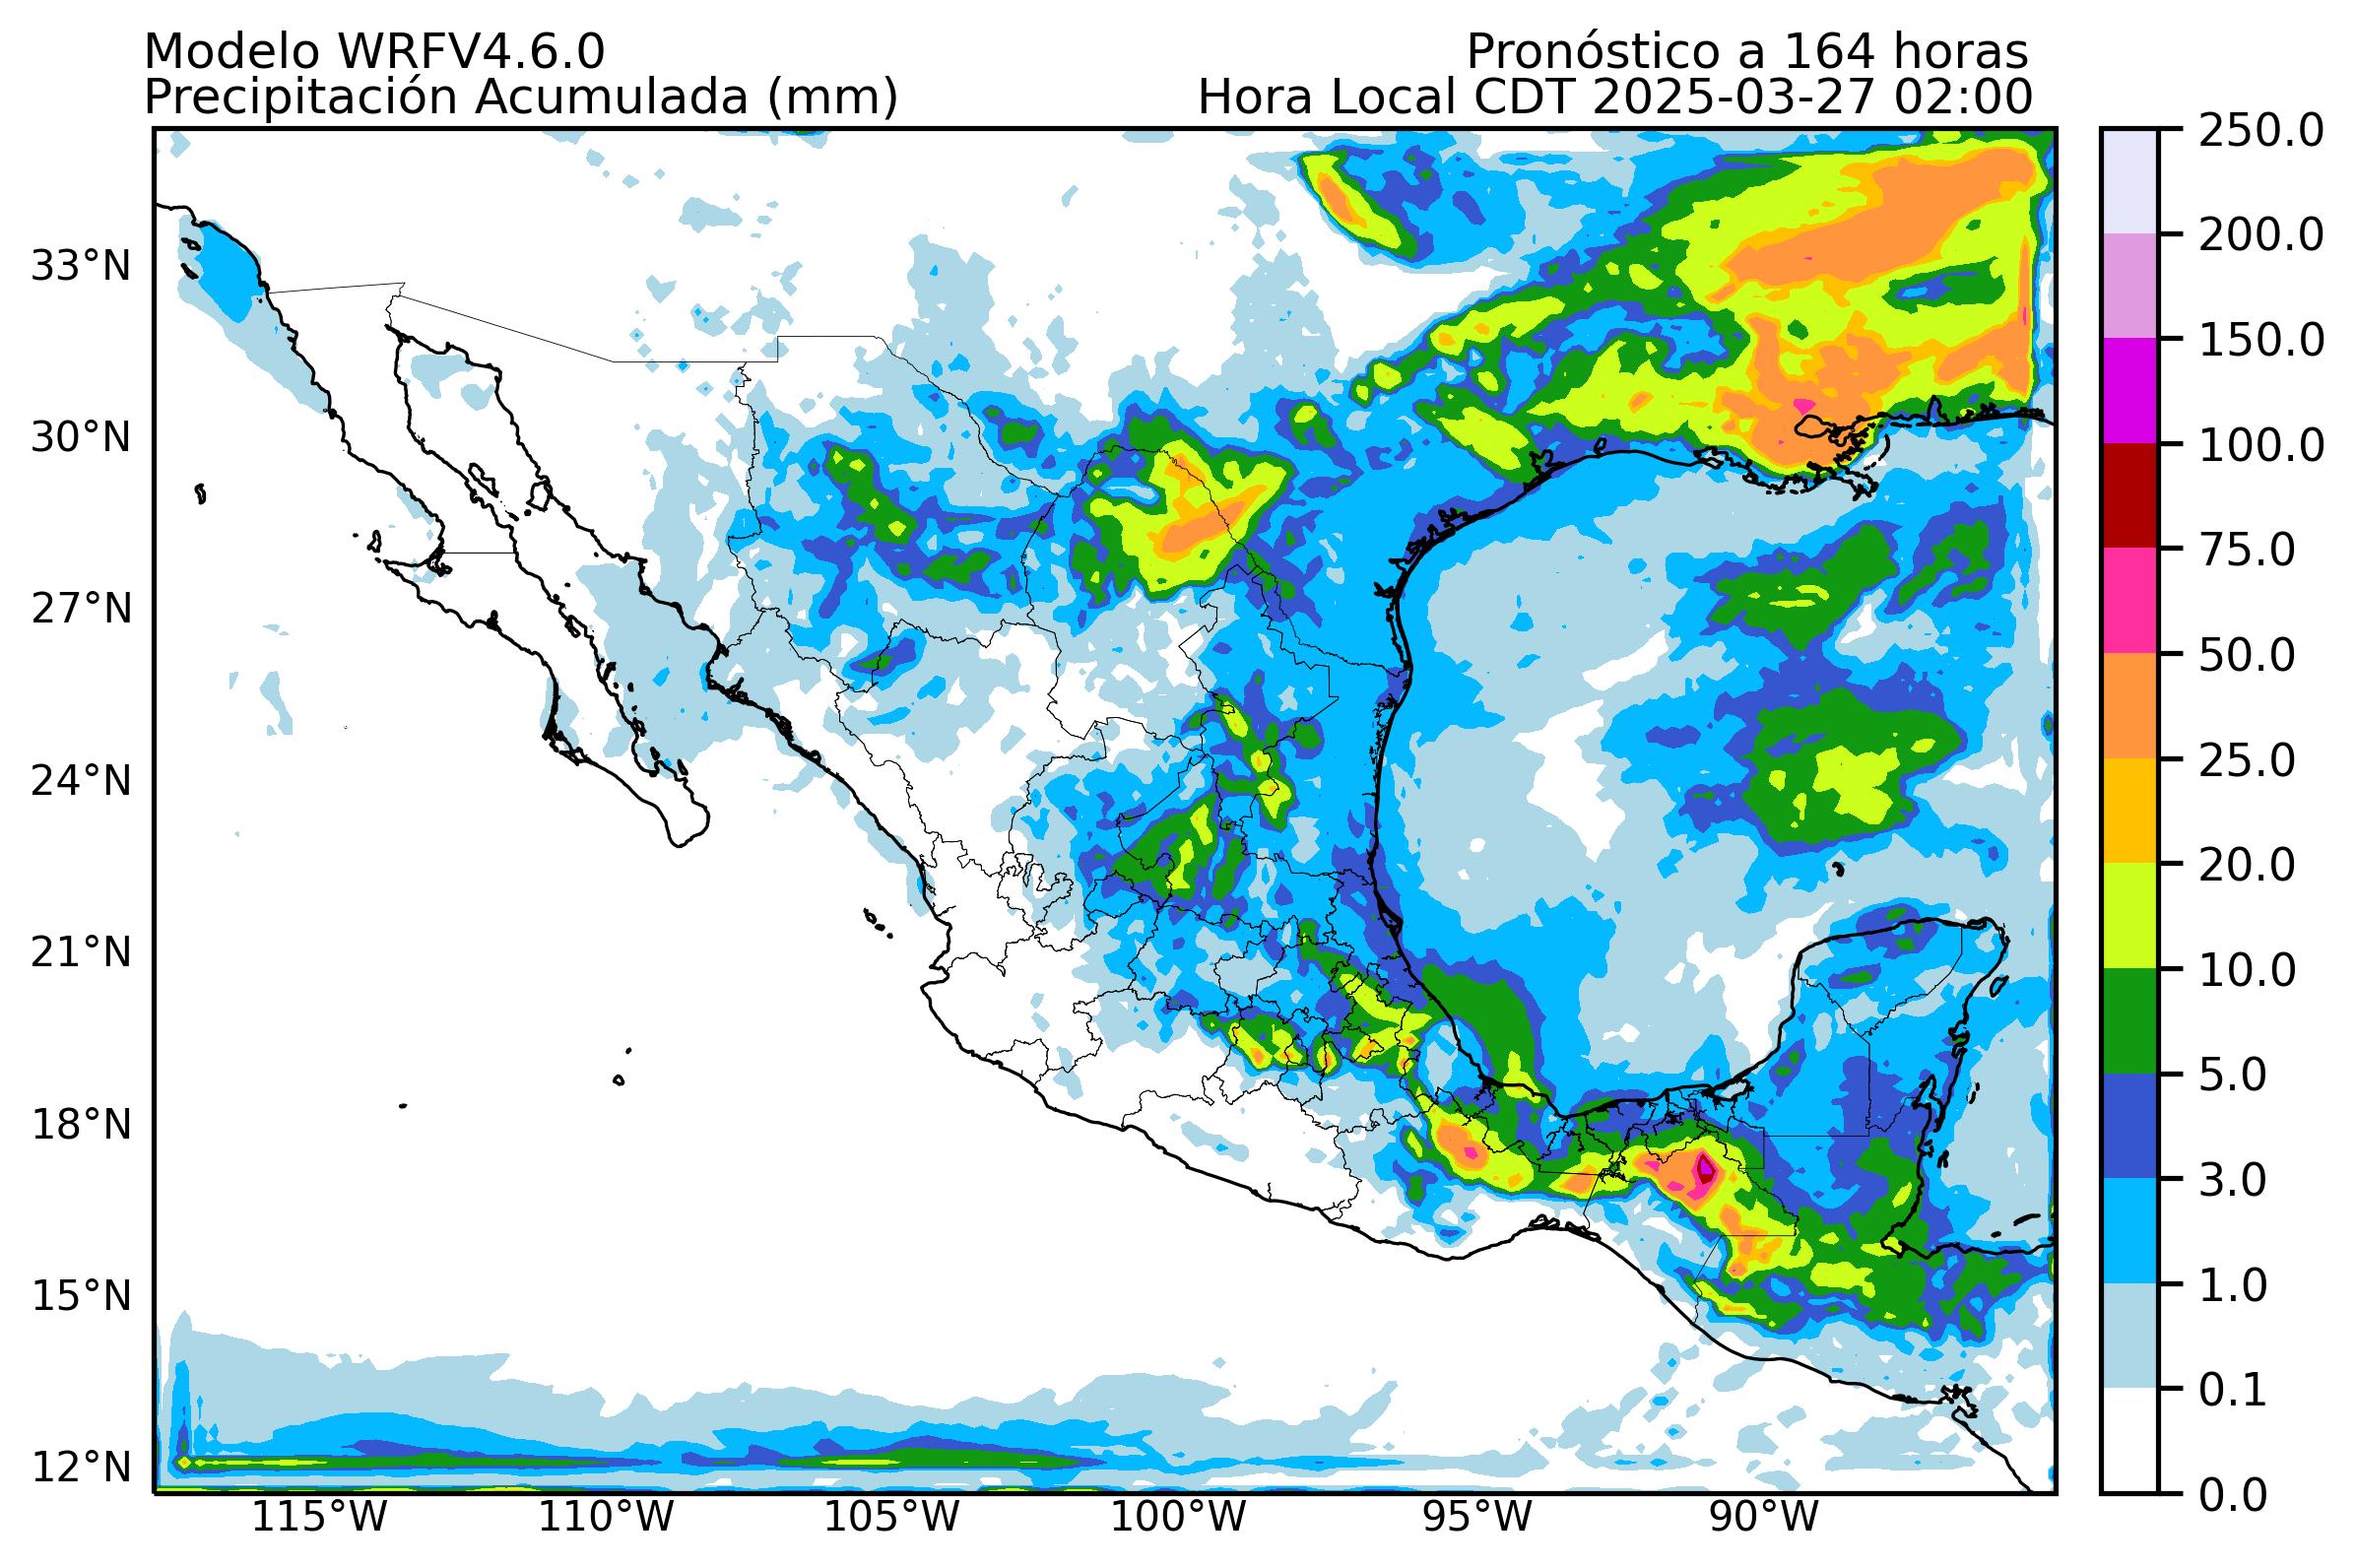 Modelo WRFV4.6.0
Pronóstico a 164 horas
Precipitación Acumulada (mm)
Hora Local CDT 2025-03-27 02:00
33°N
30°N
27°N
24°N
21°N
18°N
15°N
12°N
115°W
110°W
105°W
100°W
95°W
90°W
250.0
200.0
150.0
100.0
75.0
50.0
25.0
20.0
10.0
5.0
3.0
1.0
0.1
0.0